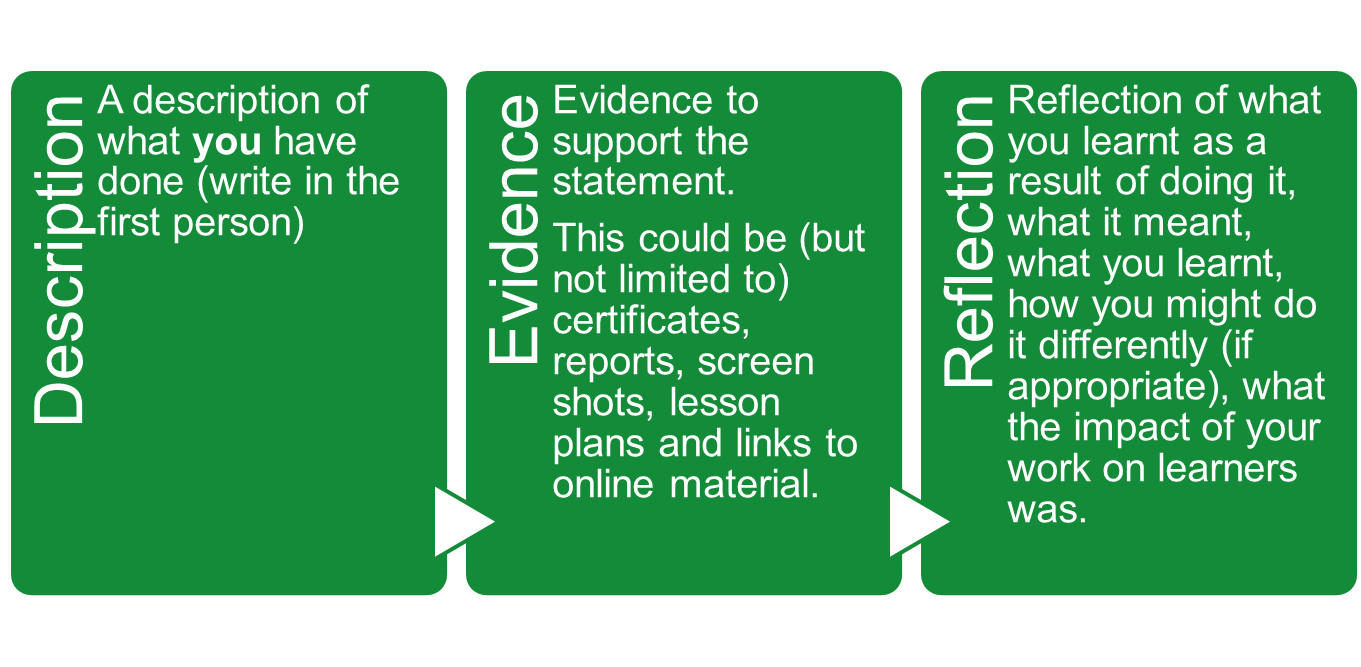 Description
A description of
what you have
done (write in the
first person)
Evidence
Evidence to
support the
statement.
This could be (but
not limited to)
certificates,
reports, screen
shots, lesson
plans and links to
online material.
Reflection
Reflection of what
you learnt as a
result of doing it,
what it meant,
what you learnt,
how you might do
it differently (if
appropriate), what
the impact of your
work on learners
was.